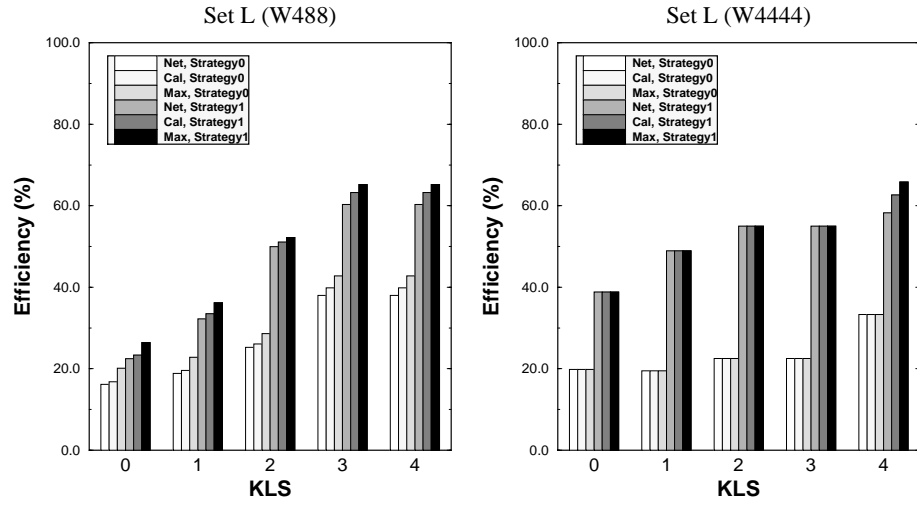 Set L (W488)
100.0
80.0
60.0
40.0
20.0
0.0
Efficiency (%)
Net, Strategy0
Cal, Strategy0
Max, Strategy0
Net, Strategy1
Cal, Strategy1
Max, Strategy1
0 1 2 3 4
KLS
Set L (W4444)
100.0
80.0
60.0
40.0
20.0
0.0
Efficiency (%)
Net, Strategy0
Cal, Strategy0
Max, Strategy0
Net, Strategy1
Cal, Strategy1
Max, Strategy1
0 1 2 3 4
KLS